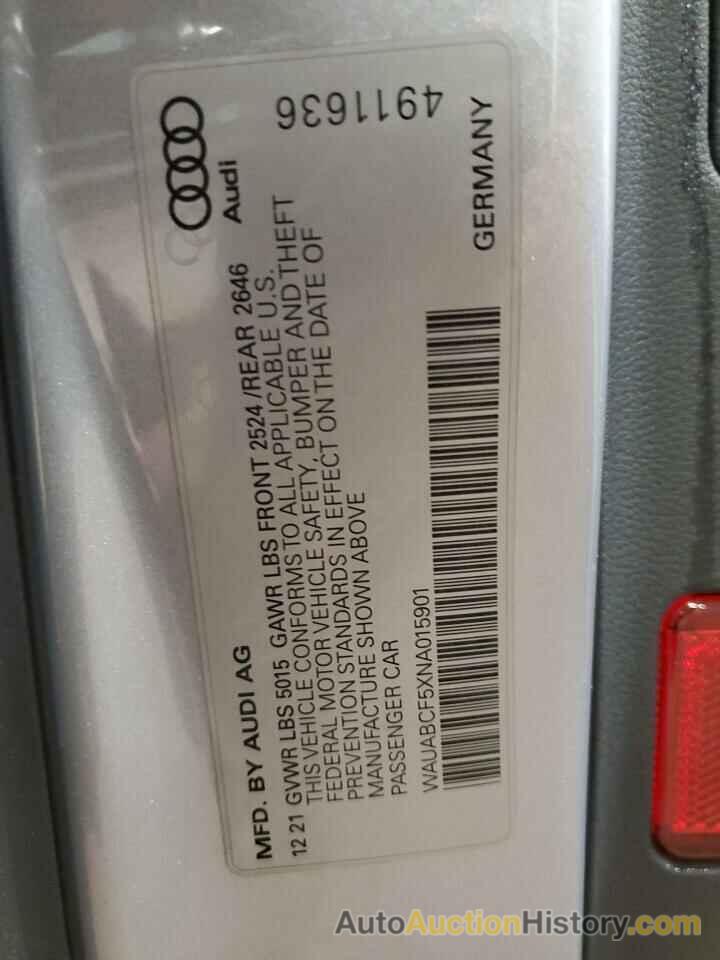 MFD. BY AUDI AG
Audi
12 21 GVWR LBS 5015 GAWR LBS FRONT 2524 /REAR 2646
THIS VEHICLE CONFORMS TO ALL APPLICABLE U.S.
FEDERAL MOTOR VEHICLE SAFETY, BUMPER AND THEFT
PREVENTION STANDARDS IN EFFECT ON THE DATE OF
MANUFACTURE SHOWN ABOVE
PASSENGER CAR
WAUABCF5XNA015901
GERMANY
4911636
AutoAuctionHistory.com